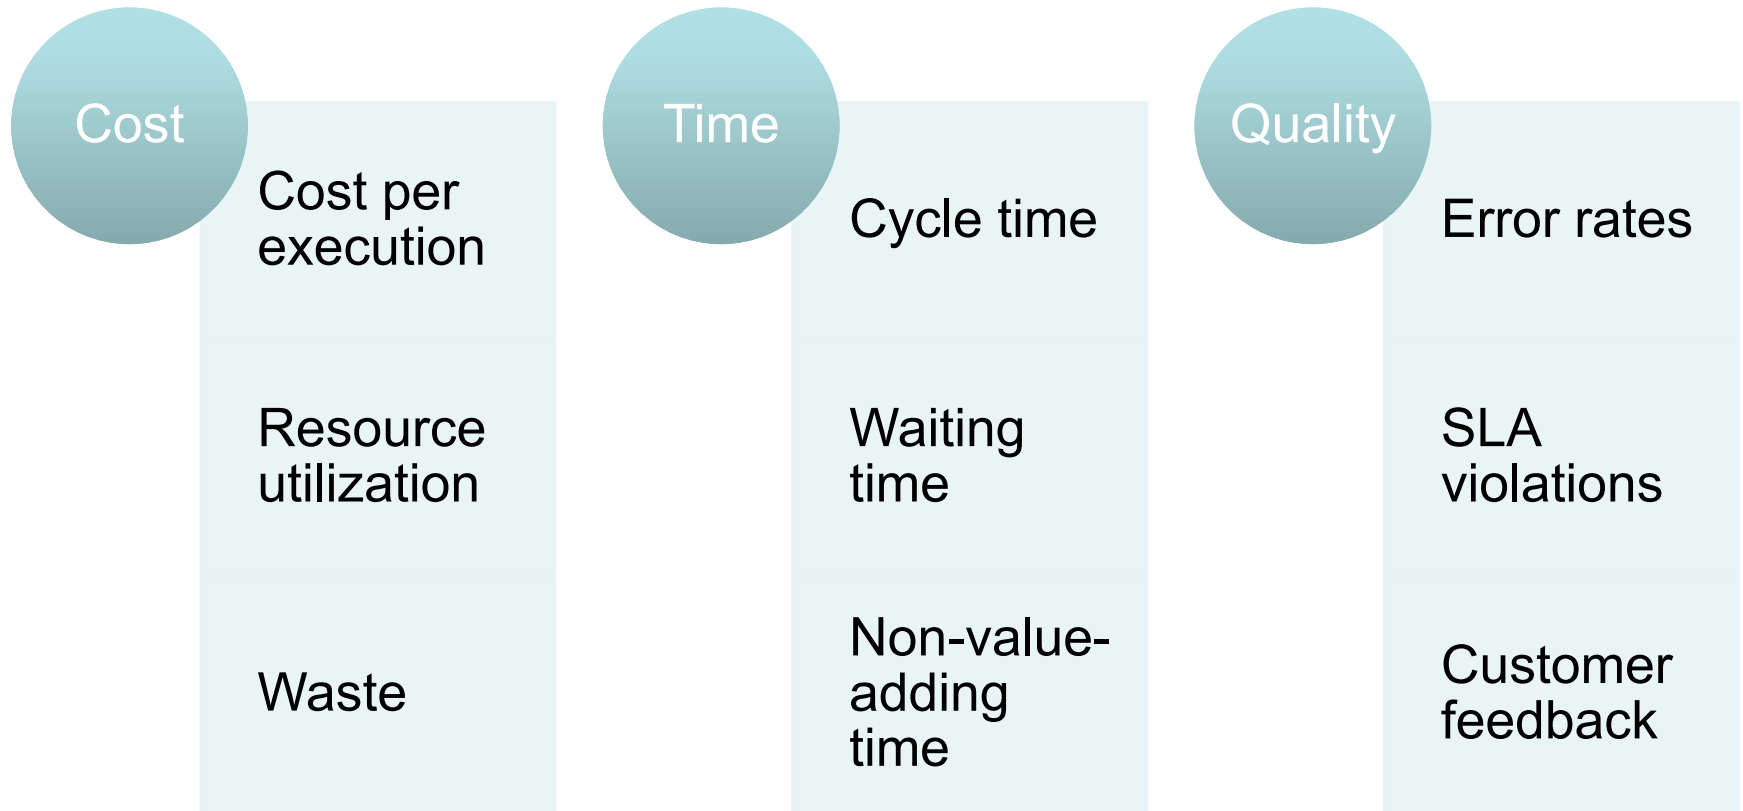 Cost
Cost per
execution
Resource
utilization
Waste
Time
Cycle time
Waiting
time
Non-value-
adding
time
Quality
Error rates
SLA
violations
Customer
feedback